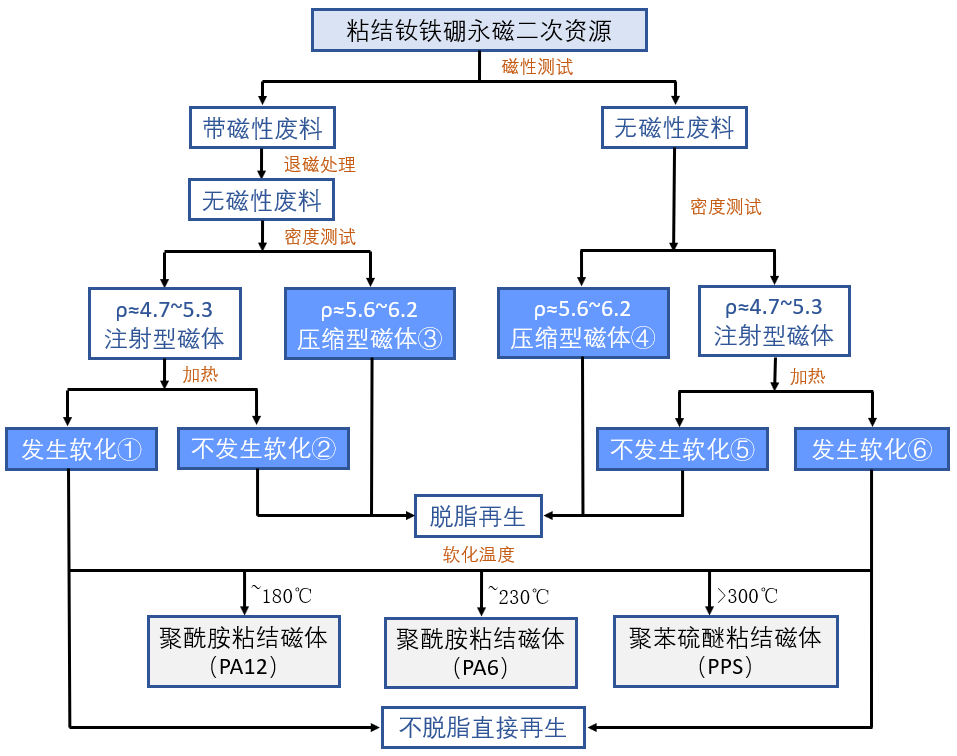 粘结钕铁硼永磁二次资源
磁性测试
带磁性废料
无磁性废料
退磁处理
无磁性废料
密度测试
密度测试
ρ≈4.7~5.3
注射型磁体
ρ≈5.6~6.2
压缩型磁体③
ρ≈5.6~6.2
压缩型磁体④
ρ≈4.7~5.3
注射型磁体
加热
加热
发生软化①
不发生软化②
不发生软化⑤
发生软化⑥
脱脂再生
软化温度
~180℃
~230℃
>300℃
聚酰胺粘结磁体
（PA12）
聚酰胺粘结磁体
（PA6）
聚苯硫醚粘结磁体
（PPS）
不脱脂直接再生